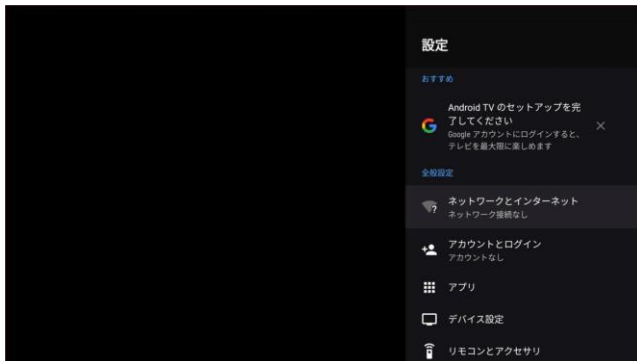 設定
おすすめ
Android TV のセットアップを完
了してください
Google アカウントにログインすると、
テレビを最大限に楽しめます
全般設定
ネットワークとインターネット
ネットワーク接続なし
アカウントとログイン
アカウントなし
アプリ
デバイス設定
リモコンとアクセサリ